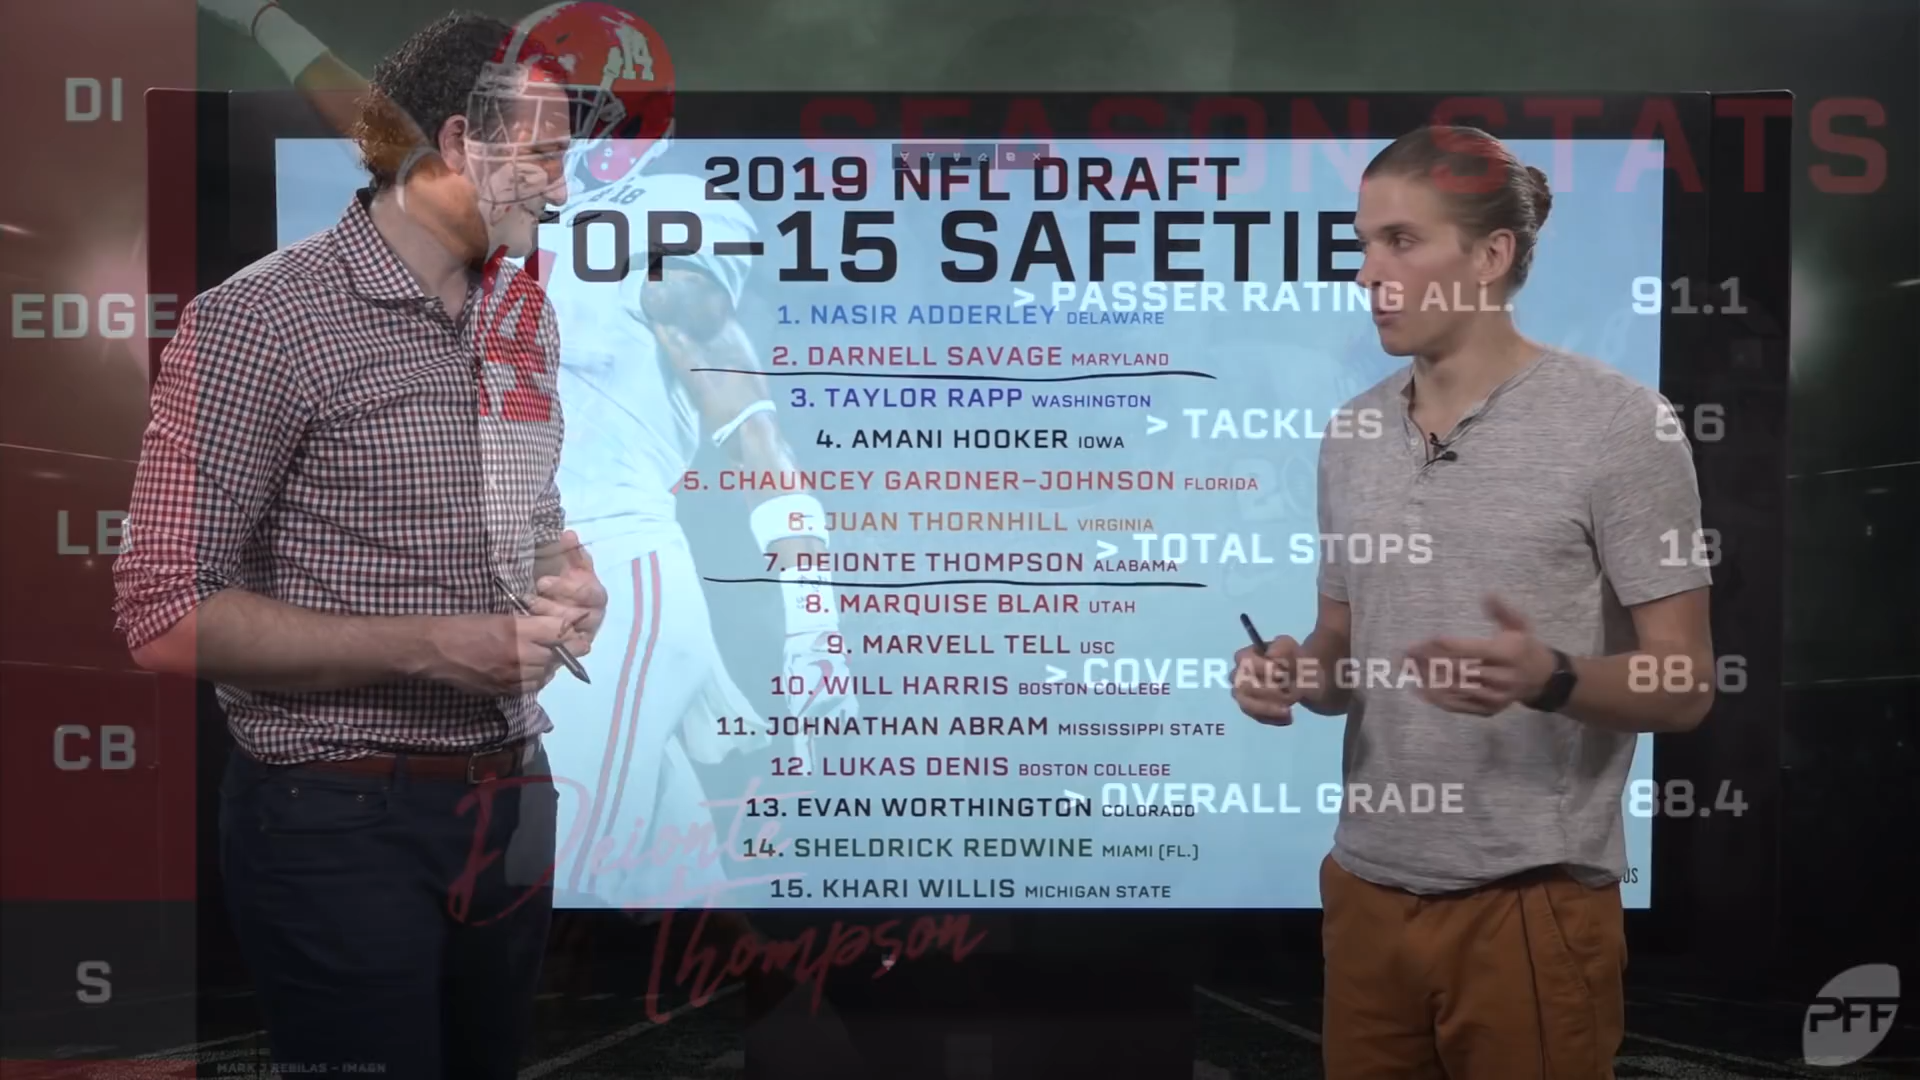 DI
EDGE
LB
CB
S
SEASON STATS
2019 NFL DRAFT
TOP-15 SAFETIE
1. NASIR ADDERLEY DELAWARE
2. DARNELL SAVAGE MARYLAND
3. TAYLOR RAPP WASHINGTON
4. AMANI HOOKER IOWA
5. CHAUNCEY GARDNER-JOHNSON FLORIDA
6. JUAN THORNHILL VIRGINIA
7. DEIONTE THOMPSON ALABAMA
8. MARQUISE BLAIR UTAH
9. MARVELL TELL USC
10. WILL HARRIS BOSTON COLLEGE
11. JOHNATHAN ABRAM MISSISSIPPI STATE
12. LUKAS DENIS BOSTON COLLEGE
13. EVAN WORTHINGTON COLORADO
14. SHELDRICK REDWINE MIAMI (FL.)
15. KHARI WILLIS MICHIGAN STATE
> PASSER RATING ALL. 91.1
> TACKLES 56
> TOTAL STOPS 18
> COVERAGE GRADE 88.6
> OVERALL GRADE 88.4
Deionte
Thompson
14
18
MARK J REBILAS - IMAGN
PFF